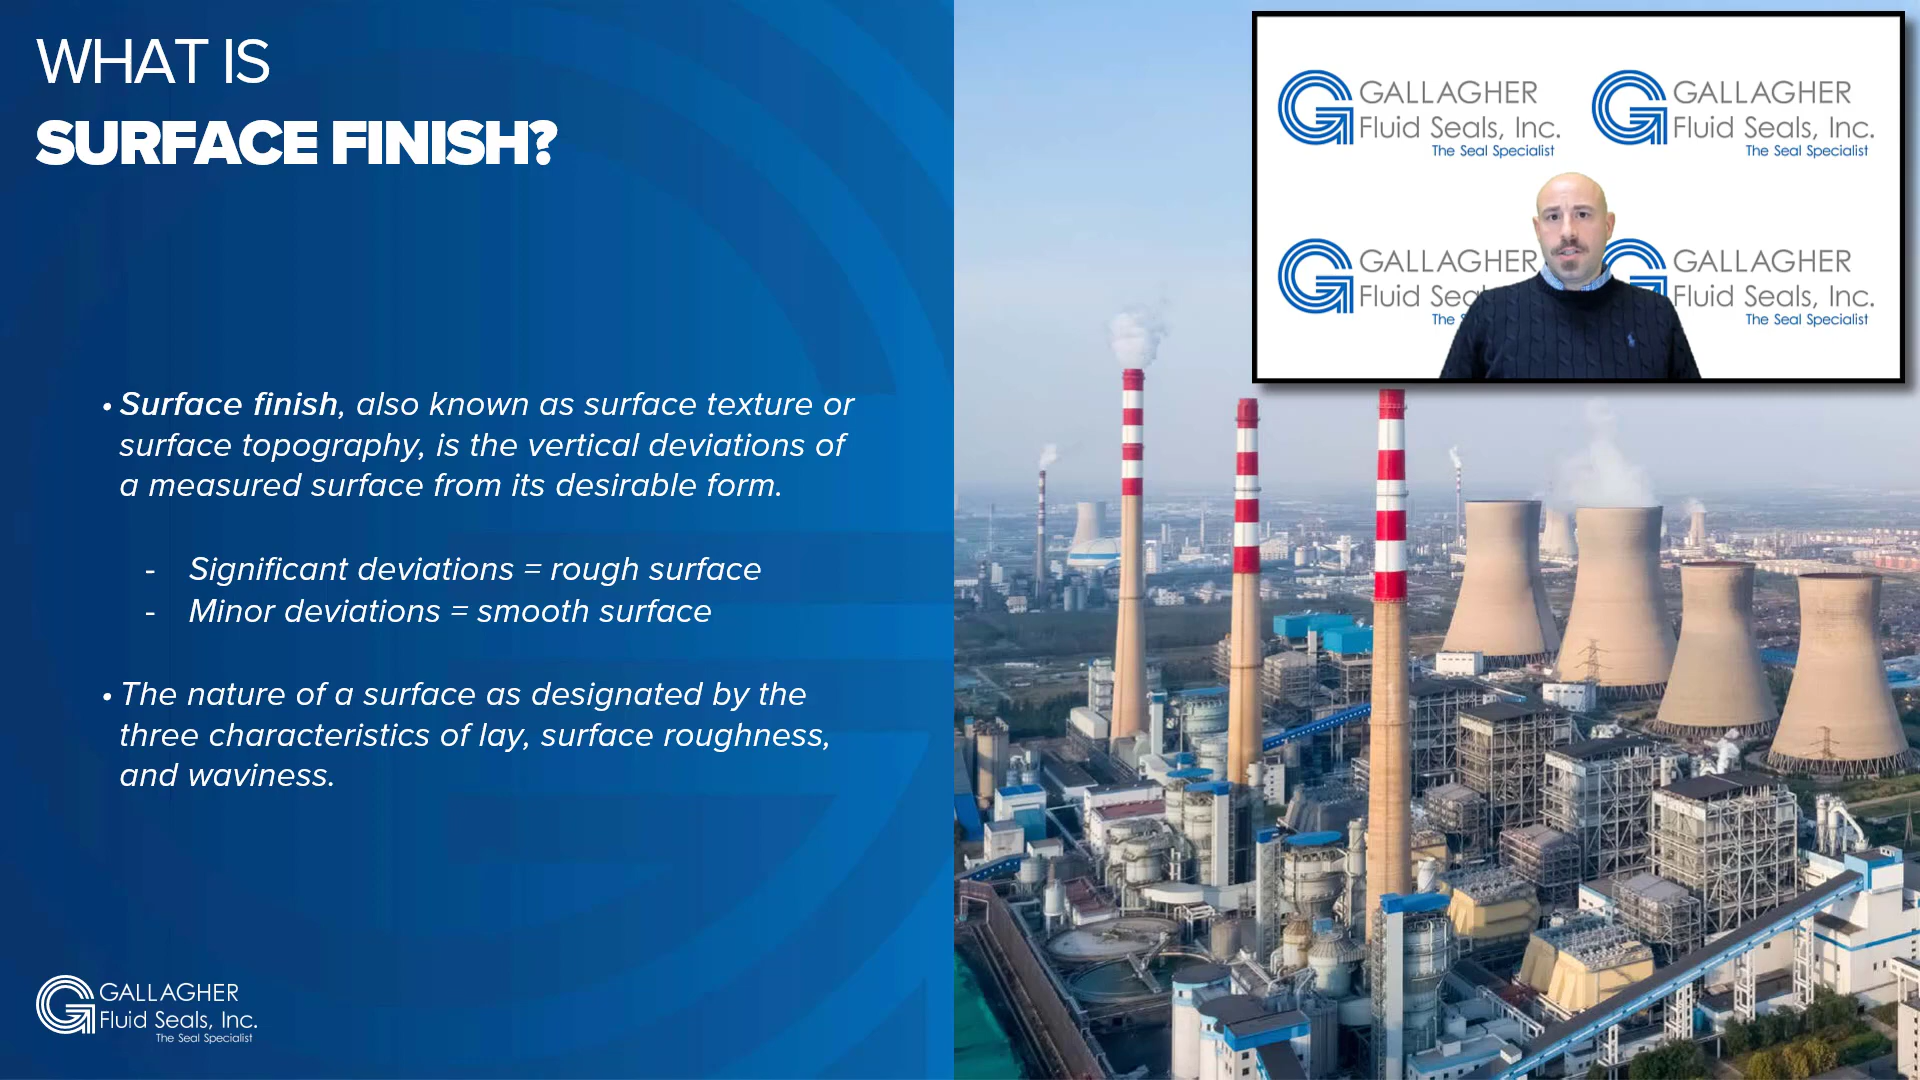 WHAT IS
SURFACE FINISH?
• Surface finish, also known as surface texture or
surface topography, is the vertical deviations of
a measured surface from its desirable form.
- Significant deviations = rough surface
- Minor deviations = smooth surface
• The nature of a surface as designated by the
three characteristics of lay, surface roughness,
and waviness.
GALLAGHER
Fluid Seals, Inc.
The Seal Specialist
GALLAGHER
Fluid Seals, Inc.
The Seal Specialist
GALLAGHER
Fluid Seals, Inc.
The Seal Specialist
GALLAGHER
Fluid
The
GALLAGHER
Fluid Seals, Inc.
The Seal Specialist